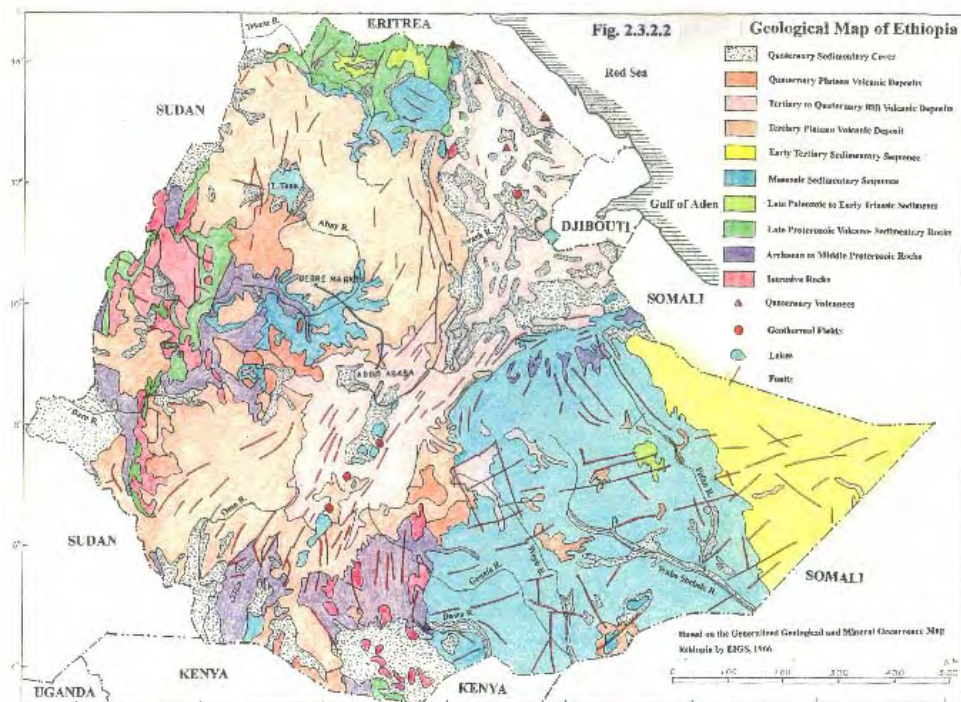 ERITREA
Fig. 2.3.2.2
Geological Map of Ethiopia
Red Sea
SUDAN
Quaternary Sedimentary Cover
Quaternary Plateau Volcanic Deposits
Tertiary to Quaternary Rift Volcanic Deposits
Tertiary Plateau Volcanic Deposit
Early Tertiary Sedimentary Sequence
Mesozoic Sedimentary Sequence
Late Paleozoic to Early Triassic Sediments
Late Proterozoic Volcano- Sedimentary Rocks
Archaean to Middle Proterozoic Rocks
Intrusive Rocks
Quaternary Volcanoes
Geothermal Fields
Lakes
Faults
L.Tana
Abay R.
Gulf of Aden
DJIBOUTI
DEBRE MARKOS
SOMALI
ADDIS ABABA
Baro R.
Omo R.
SUDAN
Genale R.
Wabe Shebele R.
SOMALI
Dawa R.
Based on the Generalized Geological and Mineral Occurrence Map
Ethiopia by EIGS, 1966
KENYA
KENYA
UGANDA